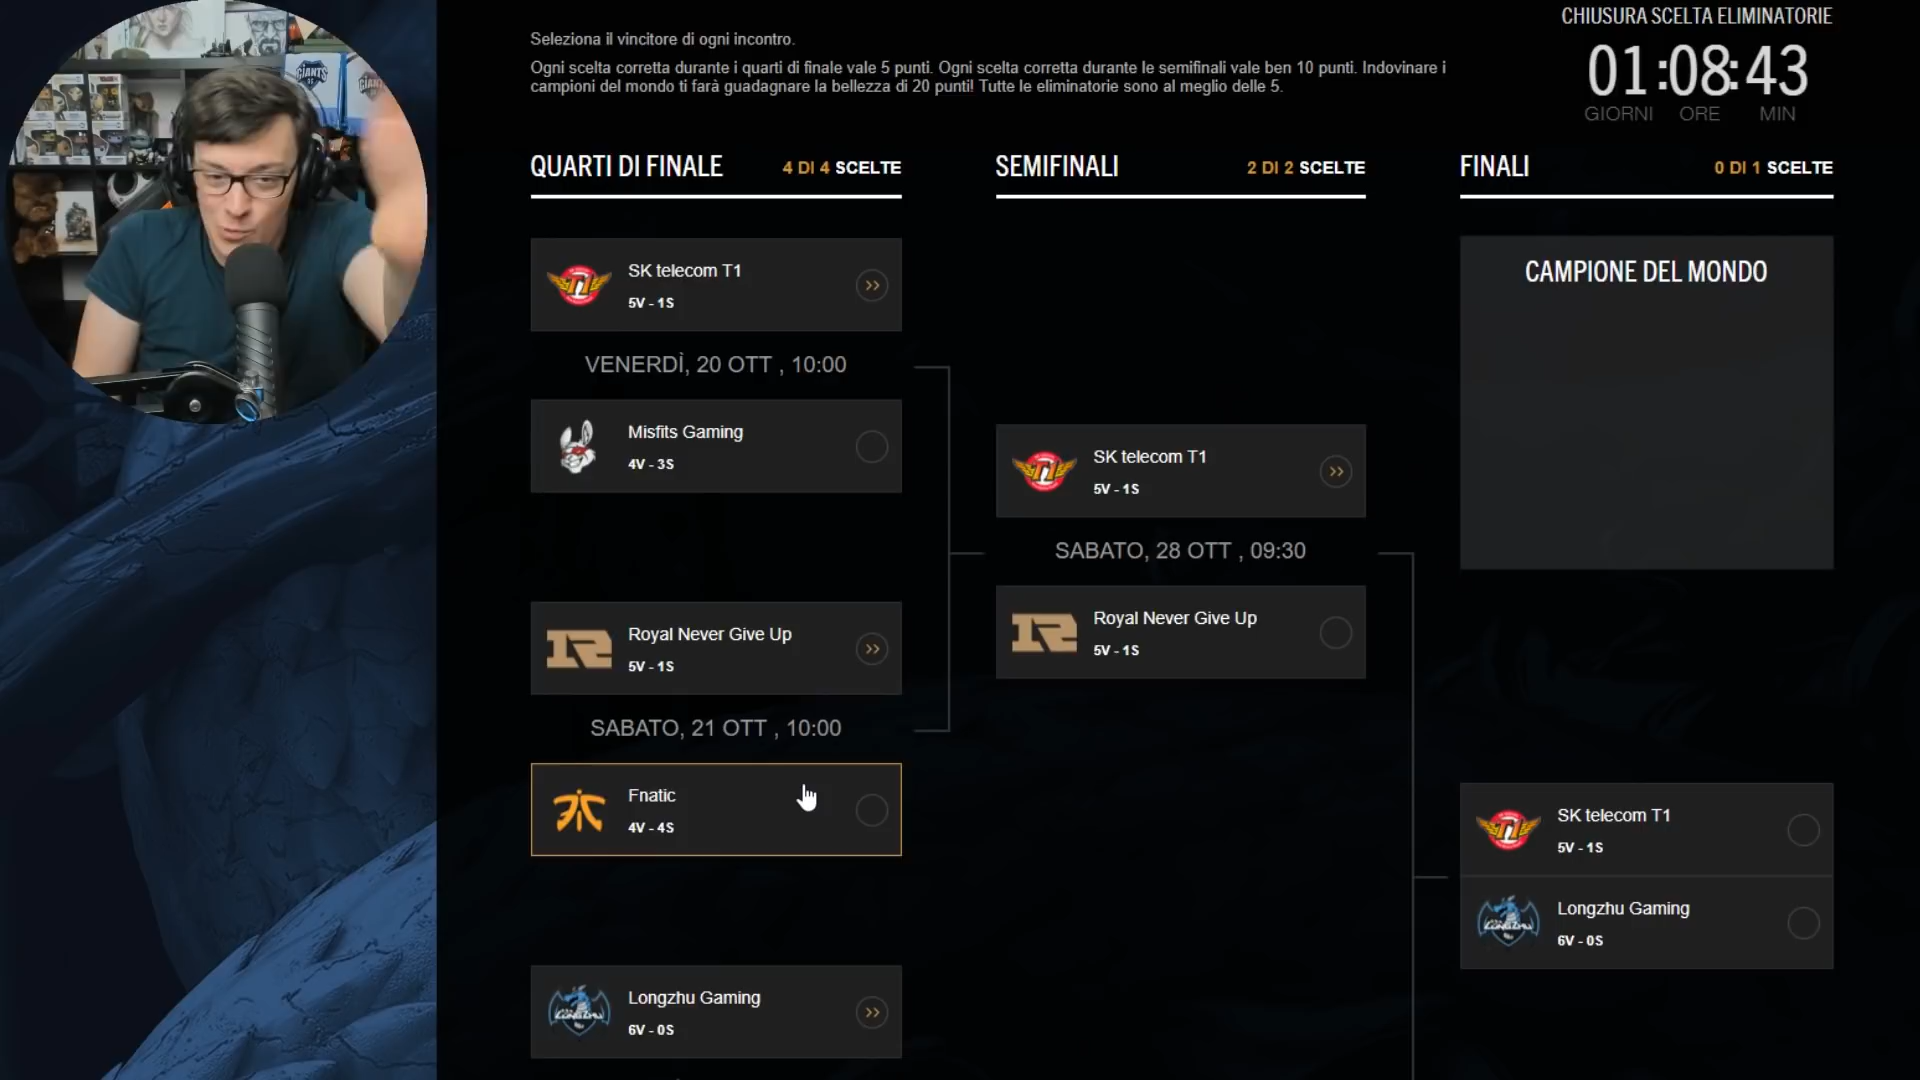 CHIUSURA SCELTA ELIMINATORIE
01:08:43
GIORNI ORE MIN
Seleziona il vincitore di ogni incontro.
Ogni scelta corretta durante i quarti di finale vale 5 punti. Ogni scelta corretta durante le semifinali vale ben 10 punti. Indovinare i
campioni del mondo ti farà guadagnare la bellezza di 20 punti! Tutte le eliminatorie sono al meglio delle 5.
QUARTI DI FINALE 4 DI 4 SCELTE
SK telecom T1
5V - 1S
VENERDÌ, 20 OTT , 10:00
Misfits Gaming
4V - 3S
Royal Never Give Up
5V - 1S
SABATO, 21 OTT , 10:00
Fnatic
4V - 4S
Longzhu Gaming
6V - 0S
SEMIFINALI 2 DI 2 SCELTE
SK telecom T1
5V - 1S
SABATO, 28 OTT , 09:30
Royal Never Give Up
5V - 1S
FINALI 0 DI 1 SCELTE
CAMPIONE DEL MONDO
SK telecom T1
5V - 1S
Longzhu Gaming
6V - 0S
GIANTS